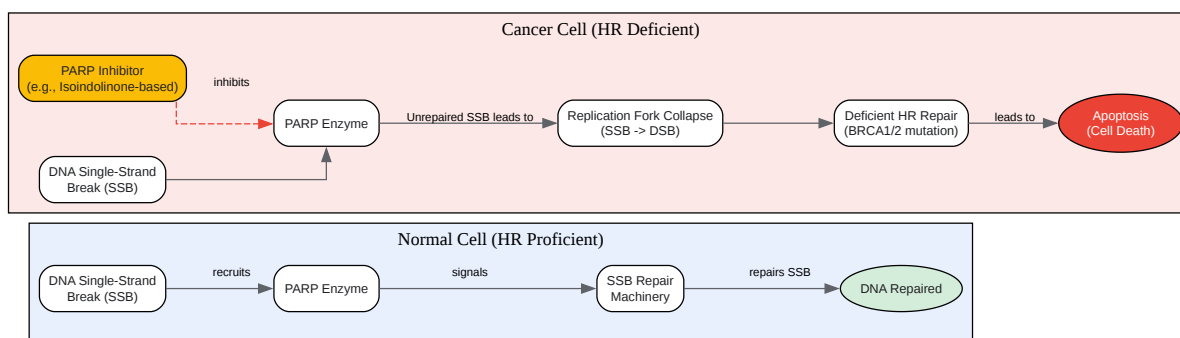 Cancer Cell (HR Deficient)
PARP Inhibitor
(e.g., Isoindolinone-based)
inhibits
PARP Enzyme
Unrepaired SSB leads to
Replication Fork Collapse
(SSB -> DSB)
Deficient HR Repair
(BRCA1/2 mutation)
leads to
Apoptosis
(Cell Death)
DNA Single-Strand
Break (SSB)
Normal Cell (HR Proficient)
DNA Single-Strand
Break (SSB)
recruits
PARP Enzyme
signals
SSB Repair
Machinery
repairs SSB
DNA Repaired